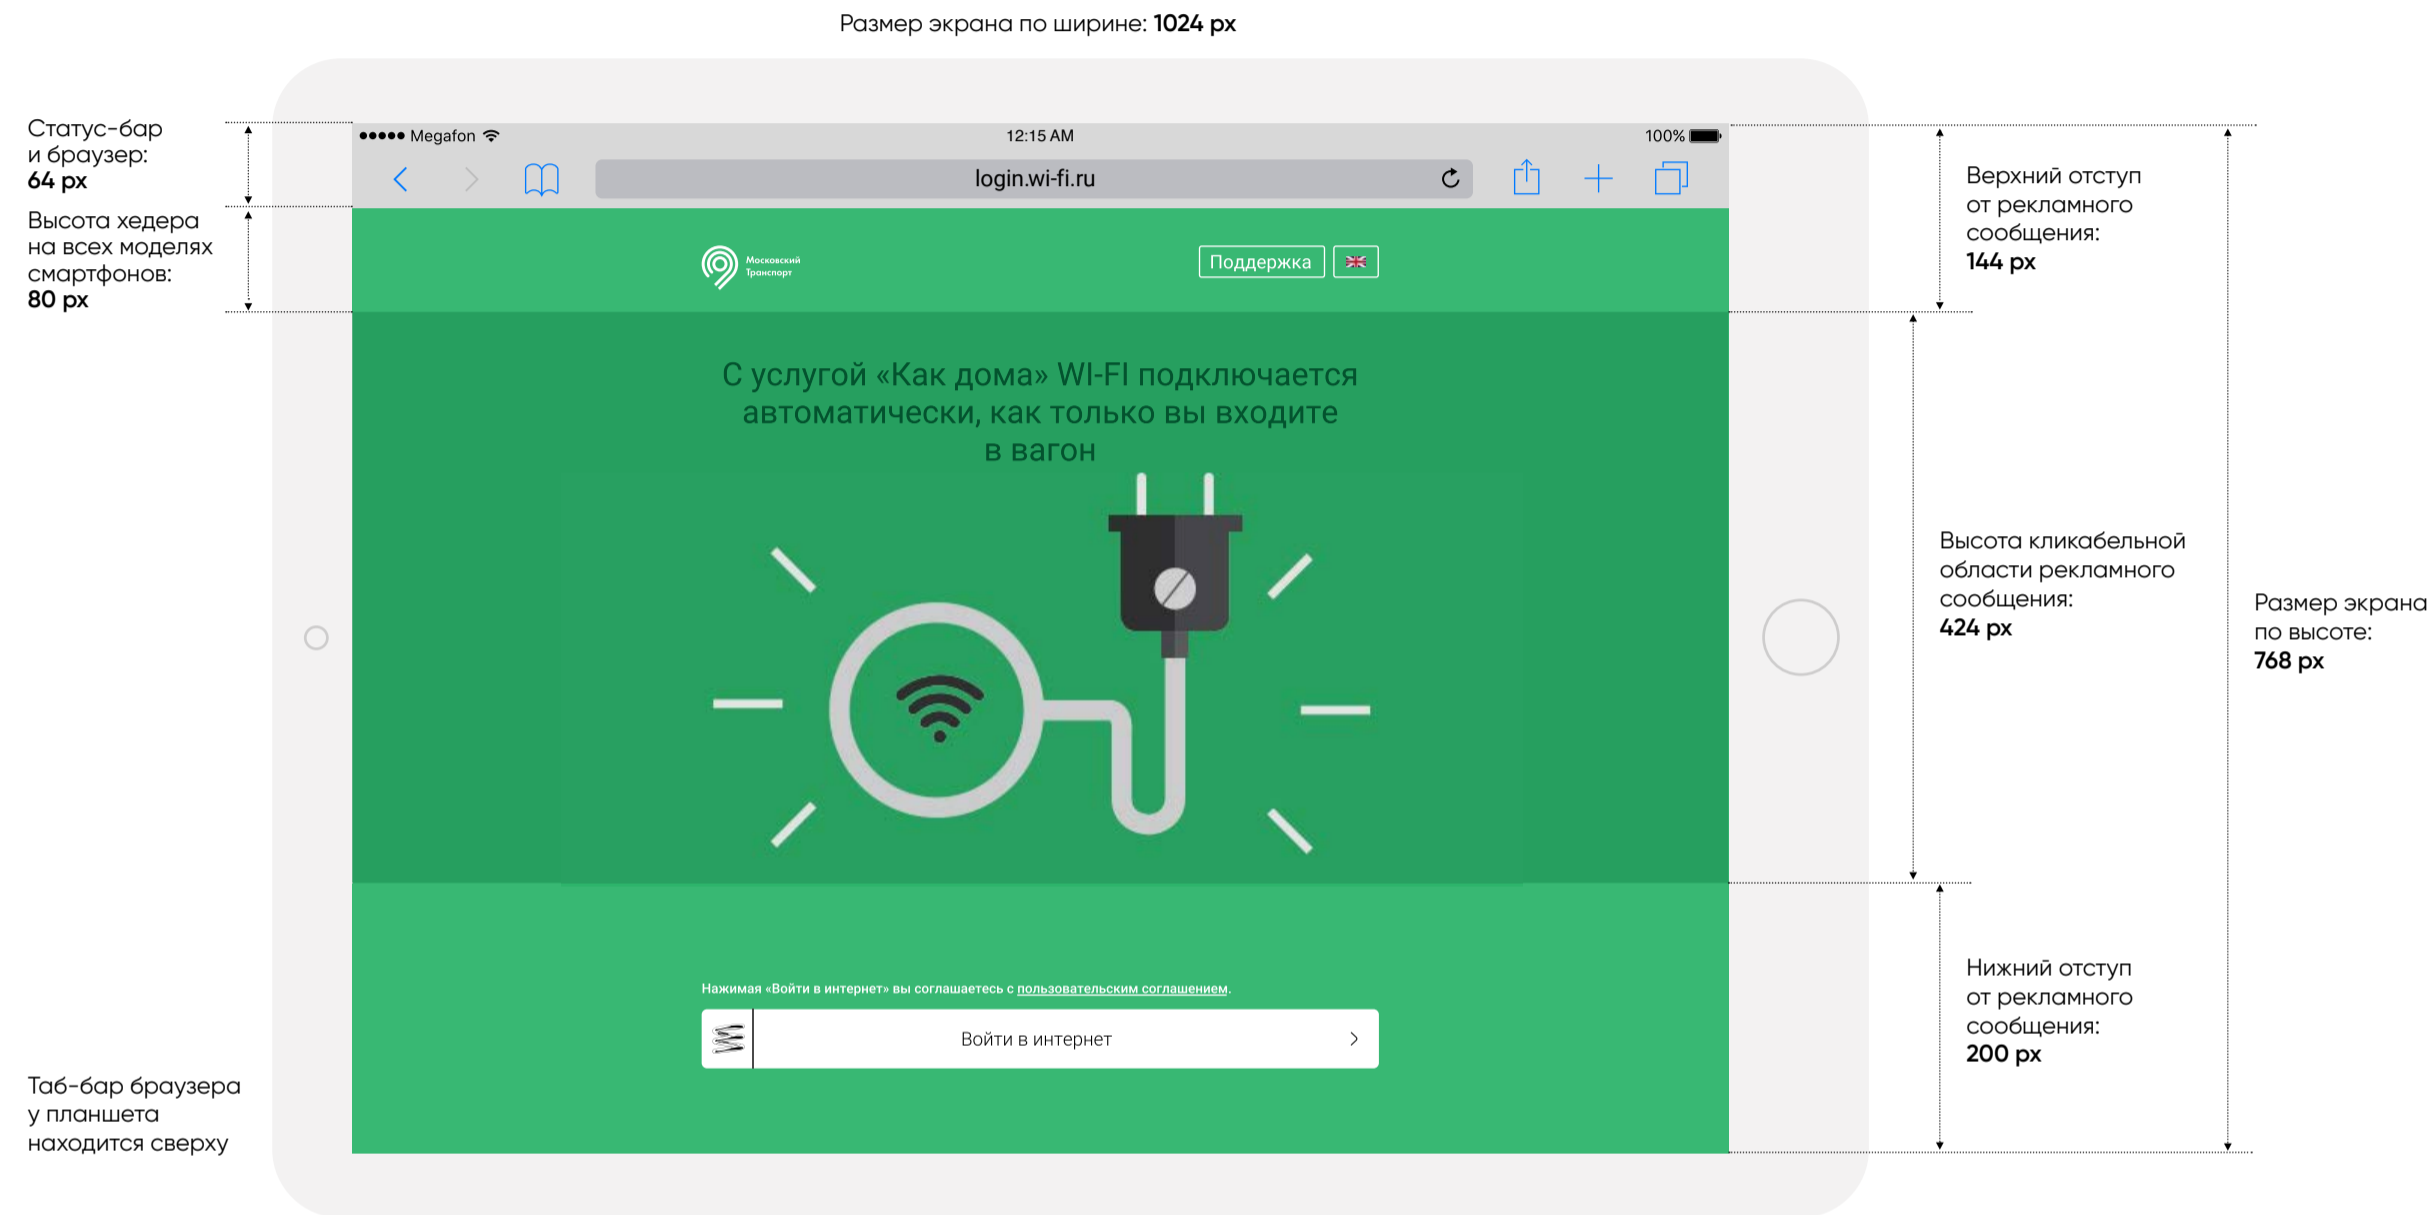 Размер экрана по ширине: 1024 px
Статус-бар
и браузер:
64 px
Высота хедера
на всех моделях
смартфонов:
80 px
Таб-бар браузера
у планшета
находится сверху
Megafon
12:15 AM
100%
login.wi-fi.ru
Московский
Транспорт
Поддержка
С услугой «Как дома» WI-FI подключается
автоматически, как только вы входите
в вагон
Нажимая «Войти в интернет» вы соглашаетесь с пользовательским соглашением.
Войти в интернет
Верхний отступ
от рекламного
сообщения:
144 px
Высота кликабельной
области рекламного
сообщения:
424 px
Нижний отступ
от рекламного
сообщения:
200 px
Размер экрана
по высоте:
768 px